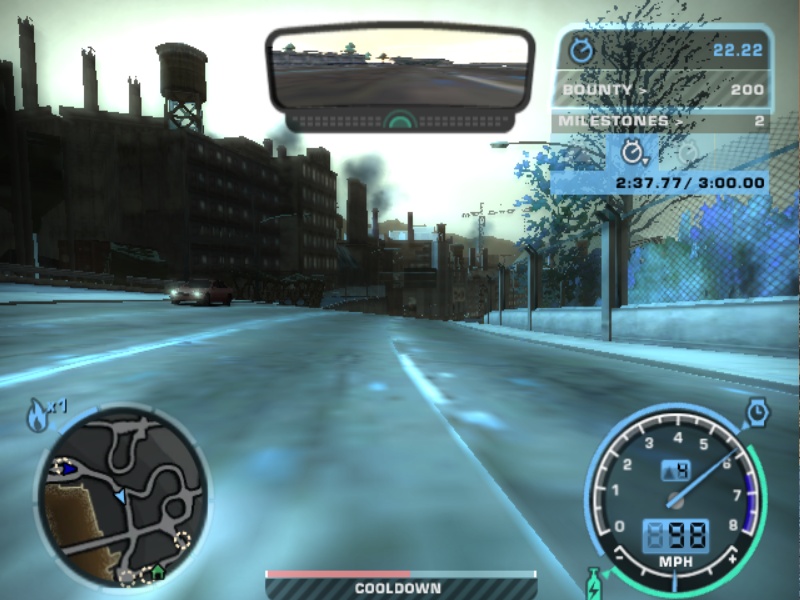 22.22
BOUNTY > 200
MILESTONES > 2
2:37.77/ 3:00.00
x1
0 1 2 3 4 5 6 7 8
4
98
MPH
- +
COOLDOWN